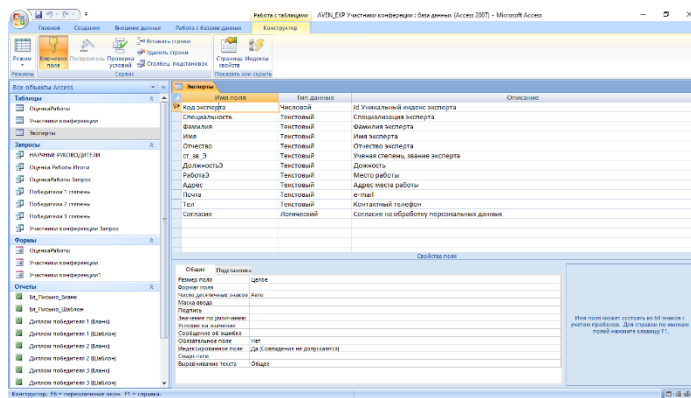 Работа с таблицами AVEN_EXP Участники конференции : база данных (Access 2007) - Microsoft Access
Главная Создание Внешние данные Работа с базами данных Конструктор
Режим
Ключевое поле
Построитель
Проверка условий
Вставить строки
Удалить строки
Столбец подстановок
Страница свойств
Индексы
Режимы Сервис Показать или скрыть
Все объекты Access
Таблицы
ОценкаРаботы
Участники конференции
Эксперты
Запросы
НАУЧНЫЕ РУКОВОДИТЕЛИ
Оценка Работы Итога
ОценкаРаботы Запрос
Победители 1 степень
Победители 2 степень
Победители 3 степень
Участники конференции Запрос
Формы
ОценкаРаботы
Участники конференции
Участники конференции1
Отчеты
Бл_Письмо_Бланк
Бл_Письмо_Шаблон
Диплом победителя 1 (Бланк)
Диплом победителя 1 (Шаблон)
Диплом победителя 2 (Бланк)
Диплом победителя 2 (Шаблон)
Диплом победителя 3 (Бланк)
Диплом победителя 3 (Шаблон)
Эксперты
Имя поля Тип данных Описание
Код эксперта Числовой Id Уникальный индекс эксперта
Специальность Текстовый Специализация эксперта
Фамилия Текстовый Фамилия эксперта
Имя Текстовый Имя эксперта
Отчество Текстовый Отчество эксперта
ст_зв_Э Текстовый Ученая степень, звание эксперта
ДолжностьЭ Текстовый Должность
РаботаЭ Текстовый Место работы
Адрес Текстовый Адрес места работы
Почта Текстовый e-mail
Тел Текстовый Контактный телефон
Согласие Логический Согласие на обработку персональных данных
Свойства поля
Общие Подстановка
Размер поля Целое
Формат поля
Число десятичных знаков Авто
Маска ввода
Подпись
Значение по умолчанию
Условие на значение
Сообщение об ошибке
Обязательное поле Нет
Индексированное поле Да (Совпадения не допускаются)
Смарт-теги
Выравнивание текста Общее
Имя поля может состоять из 64 знаков с
учетом пробелов. Для справки по именам
полей нажмите клавишу F1.
Конструктор. F6 = переключение окон. F1 = справка.